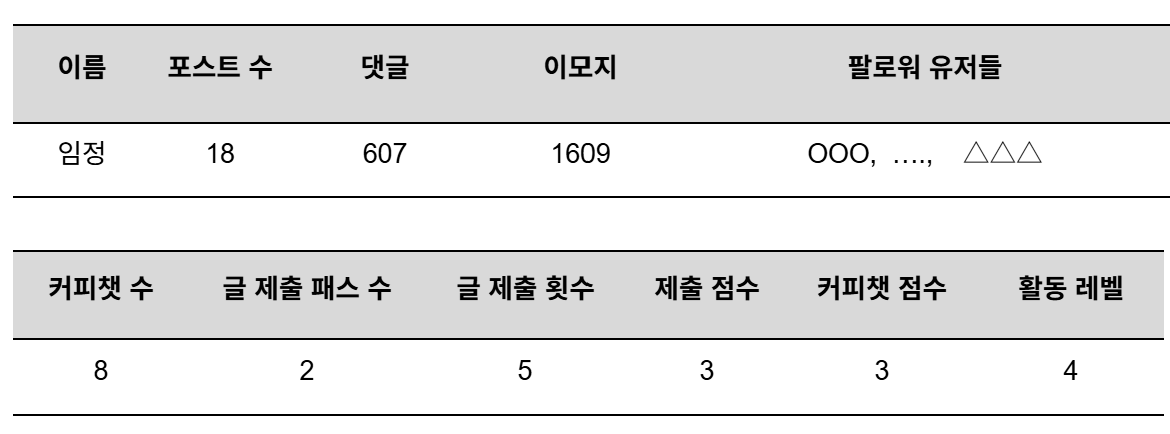 이름 포스트 수 댓글 이모지 팔로워 유저들
임정 18 607 1609 OOO, ...., △△△
커피챗 수 글 제출 패스 수 글 제출 횟수 제출 점수 커피챗 점수 활동 레벨
8 2 5 3 3 4